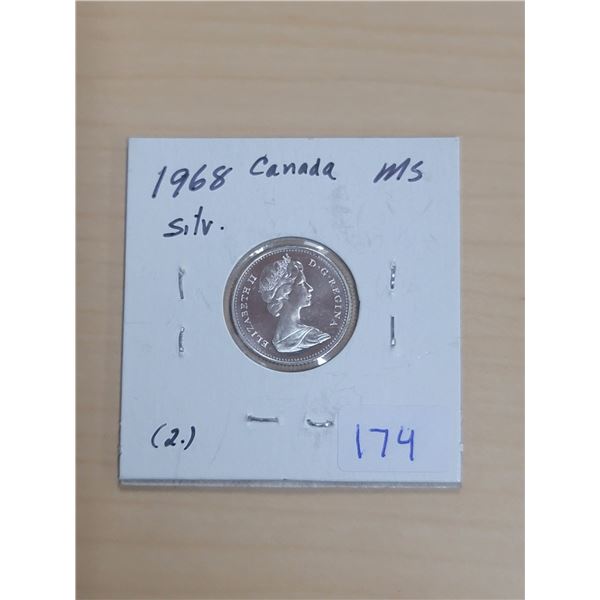 1968 Canada MS
Silv.
ELIZABETH II D·G·REGINA
(2.)
174